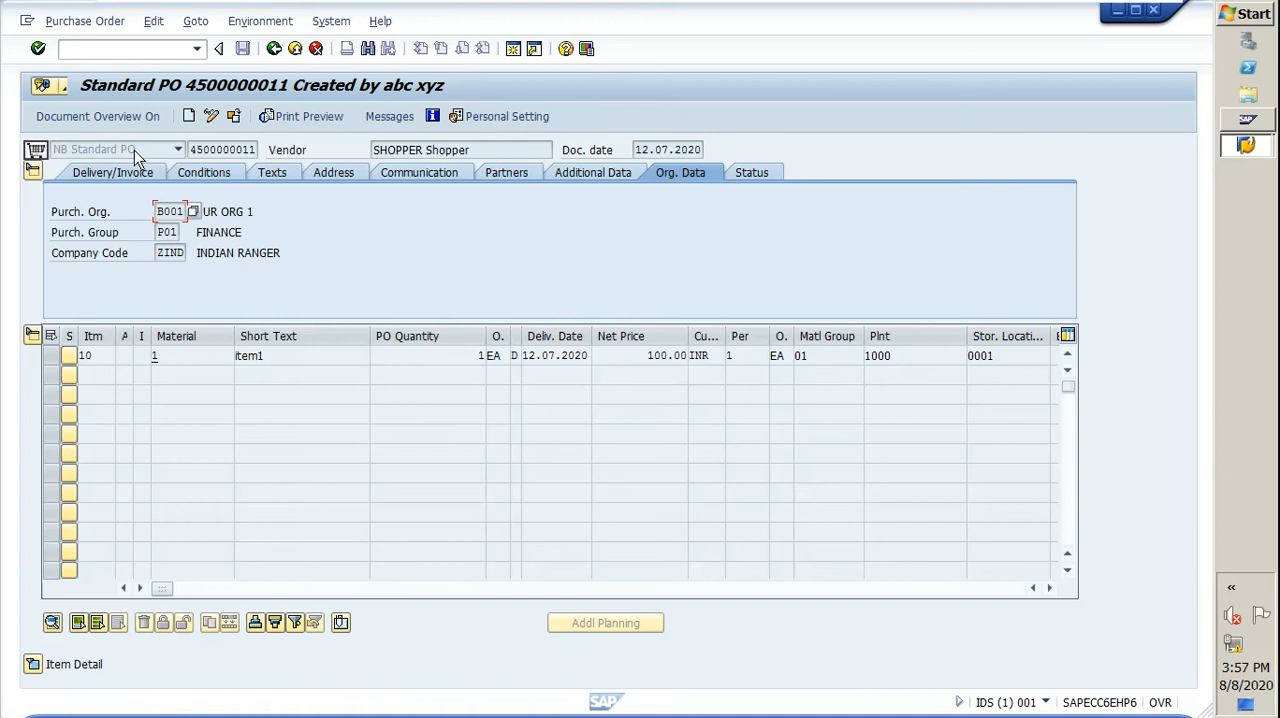 Purchase Order Edit Goto Environment System Help
Start
Standard PO 4500000011 Created by abc xyz
Document Overview On Print Preview Messages Personal Setting
NB Standard PO 4500000011 Vendor SHOPPER Shopper Doc. date 12.07.2020
Delivery/Invoice Conditions Texts Address Communication Partners Additional Data Org. Data Status
Purch. Org. B001 UR ORG 1
Purch. Group P01 FINANCE
Company Code ZIND INDIAN RANGER
S Itm A I Material Short Text PO Quantity O. Deliv. Date Net Price Cu... Per O. Matl Group Plnt Stor. Locati...
10 1 item1 1 EA D 12.07.2020 100.00 INR 1 EA 01 1000 0001
Addl Planning
Item Detail
SAP IDS (1) 001 SAPECC6EHP6 OVR
3:57 PM
8/8/2020